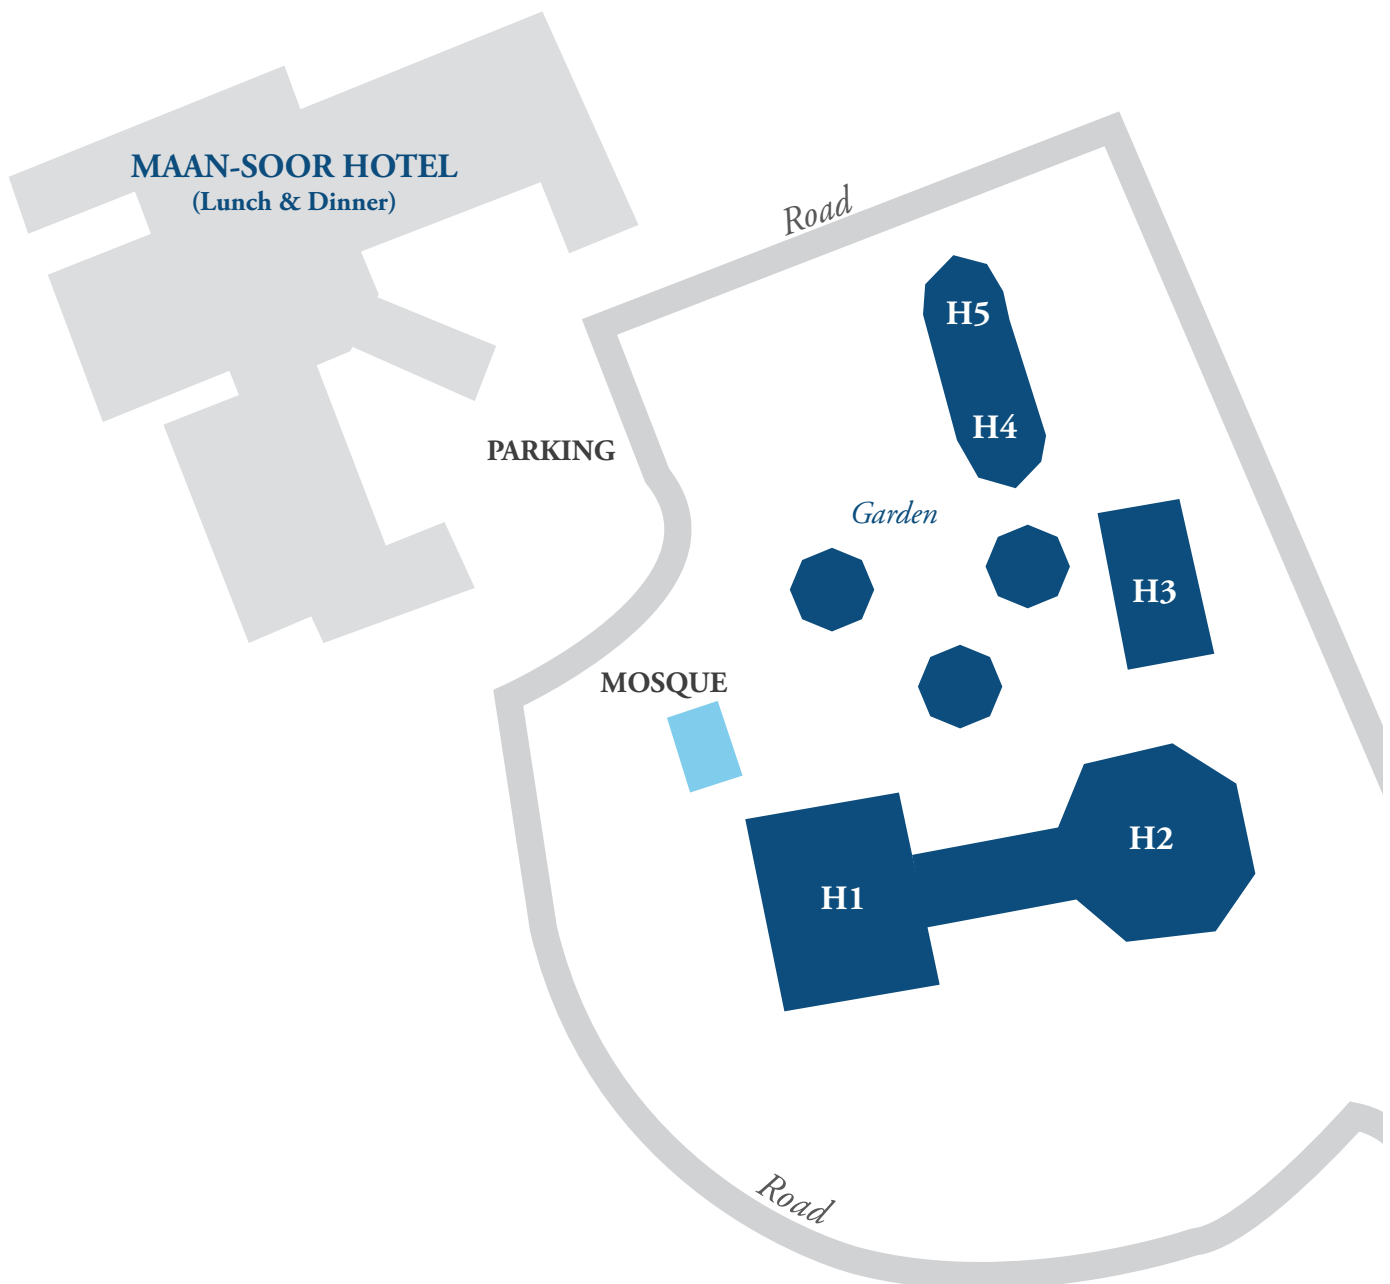 MAAN-SOOR HOTEL
(Lunch & Dinner)
Road
H5
H4
PARKING
Garden
H3
MOSQUE
H2
H1
Road